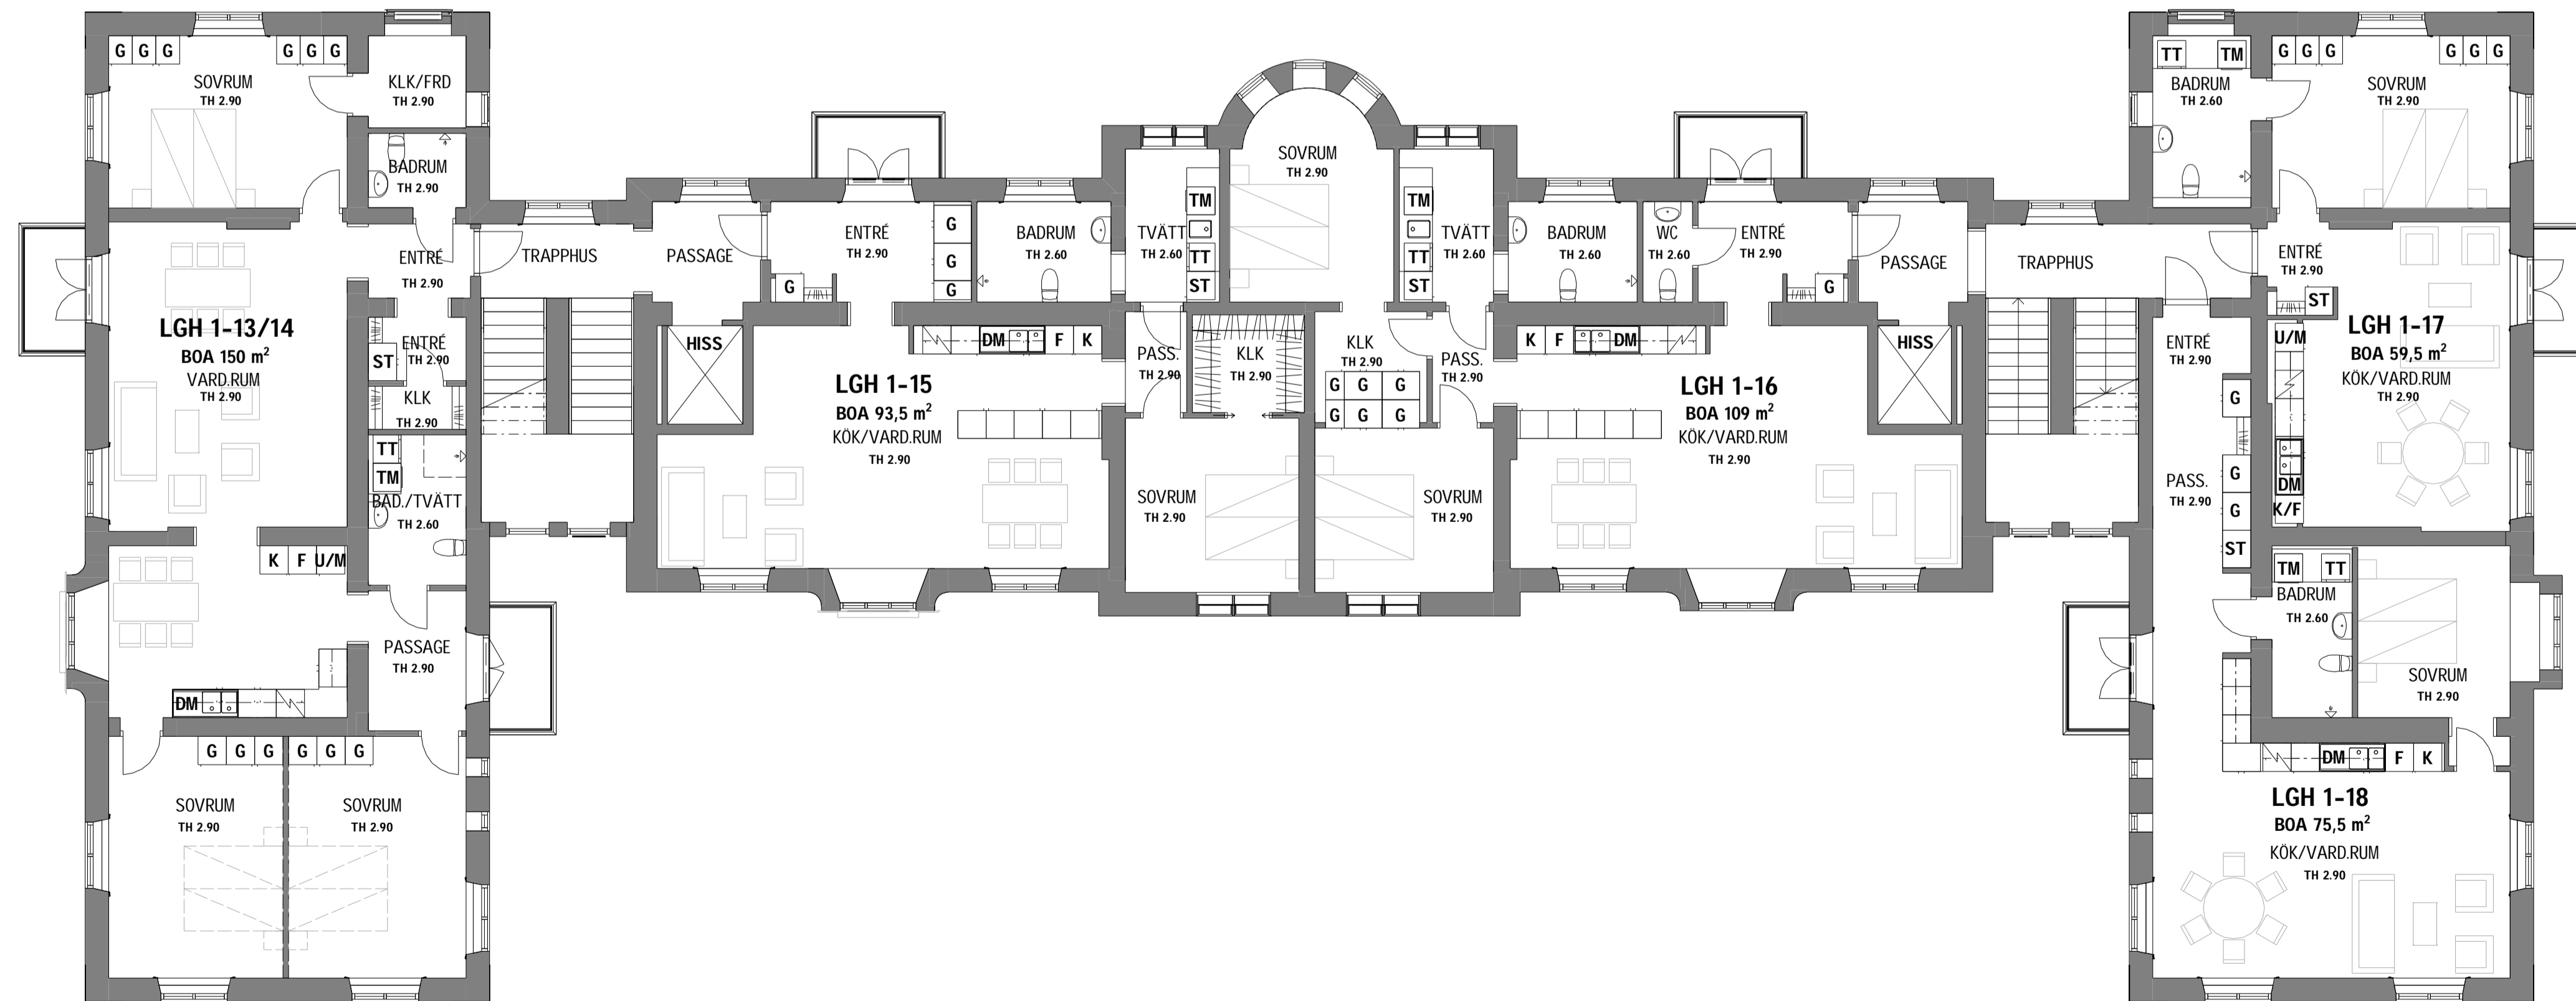 G G G
G G G
SOVRUM
TH 2.90
KLK/FRD
TH 2.90
BADRUM
TH 2.90
ENTRÉ
TH 2.90
LGH 1-13/14
BOA 150 m²
VARD.RUM
TH 2.90
ENTRÉ
TH 2.90
ST
KLK
TH 2.90
TT
TM
BAD./TVÄTT
TH 2.60
K F U/M
PASSAGE
TH 2.90
DM
G G G G G G
SOVRUM
TH 2.90
SOVRUM
TH 2.90
TRAPPHUS
PASSAGE
HISS
ENTRÉ
TH 2.90
G
G
G
G
BADRUM
TH 2.60
TVÄTT
TH 2.60
TM
TT
ST
DM F K
LGH 1-15
BOA 93,5 m²
KÖK/VARD.RUM
TH 2.90
PASS.
TH 2.90
KLK
TH 2.90
SOVRUM
TH 2.90
SOVRUM
TH 2.90
TM
TT
ST
TVÄTT
TH 2.60
KLK
TH 2.90
G G G
G G G
PASS.
TH 2.90
SOVRUM
TH 2.90
BADRUM
TH 2.60
WC
TH 2.60
ENTRÉ
TH 2.90
G
K F DM
LGH 1-16
BOA 109 m²
KÖK/VARD.RUM
TH 2.90
PASSAGE
HISS
TRAPPHUS
TT TM
BADRUM
TH 2.60
G G G
G G G
SOVRUM
TH 2.90
ENTRÉ
TH 2.90
ST
U/M
LGH 1-17
BOA 59,5 m²
KÖK/VARD.RUM
TH 2.90
DM
K/F
ENTRÉ
TH 2.90
G
PASS.
TH 2.90
G
G
ST
TM TT
BADRUM
TH 2.60
SOVRUM
TH 2.90
DM F K
LGH 1-18
BOA 75,5 m²
KÖK/VARD.RUM
TH 2.90